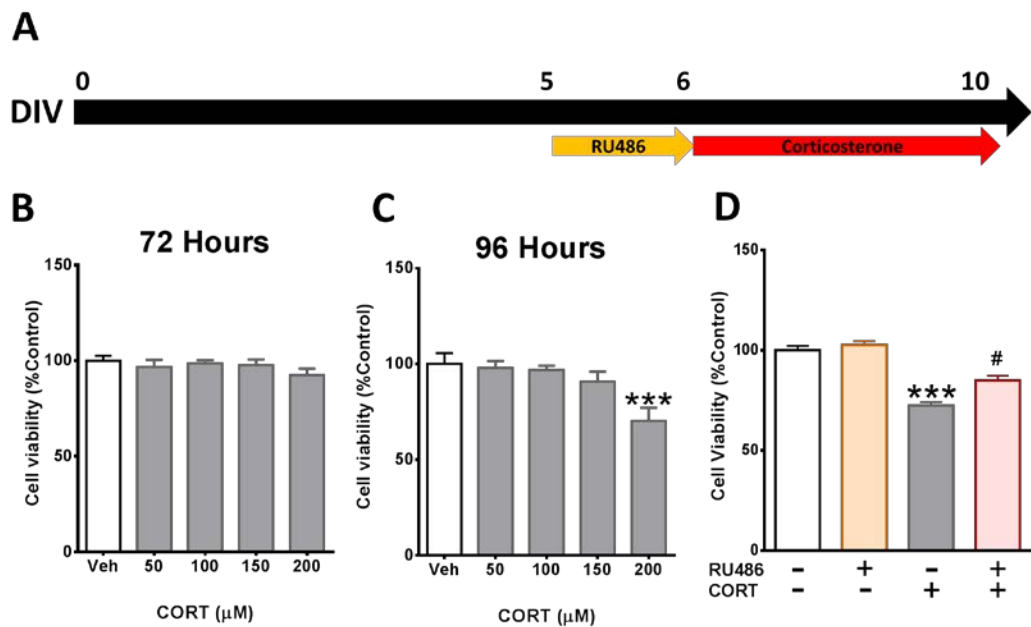 A
0 5 6 10
DIV
RU486 Corticosterone
B
72 Hours
Cell viability (%Control)
150
100
50
0
Veh 50 100 150 200
CORT (μM)
C
96 Hours
Cell viability (%Control)
150
100
50
0
***
Veh 50 100 150 200
CORT (μM)
D
Cell Viability (%Control)
150
100
50
0
***
#
RU486 - + - +
CORT - - + +